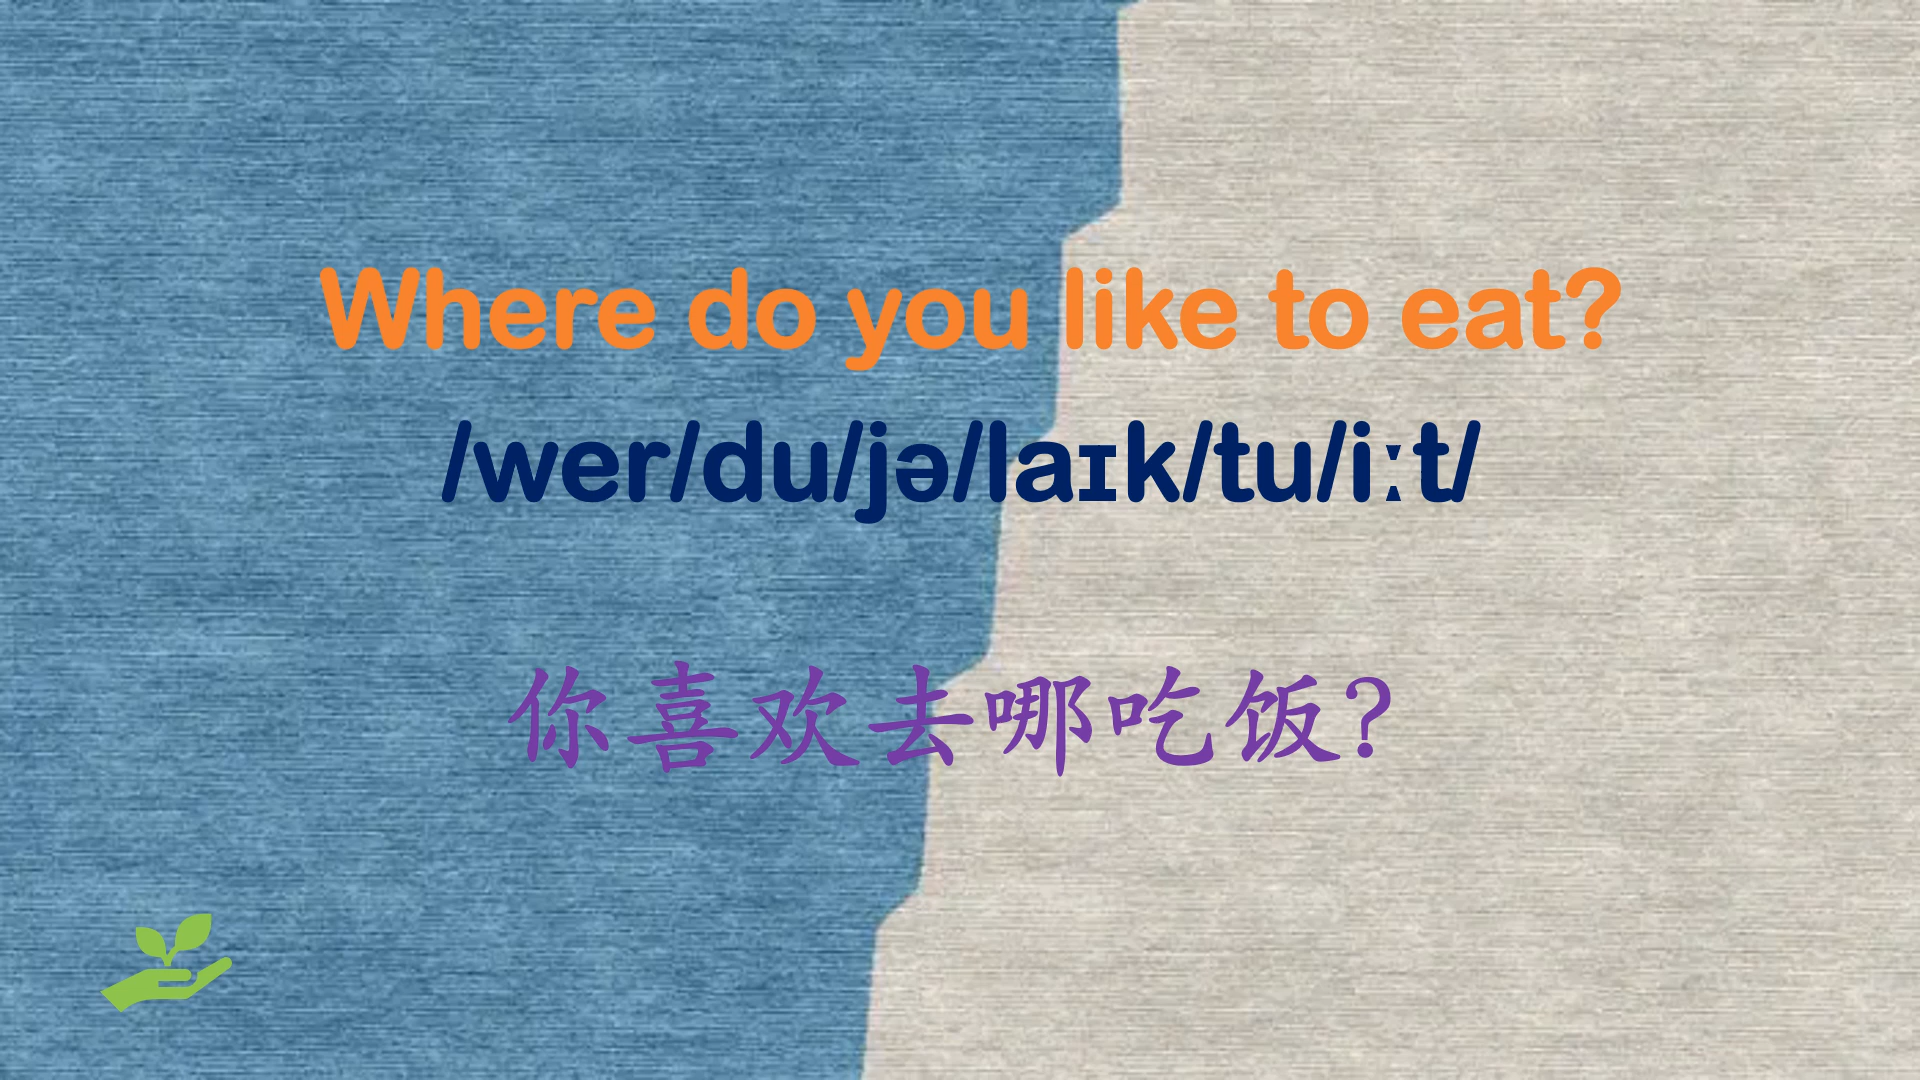 Where do you like to eat?
/wer/du/jə/laɪk/tu/iːt/
你喜欢去哪吃饭?